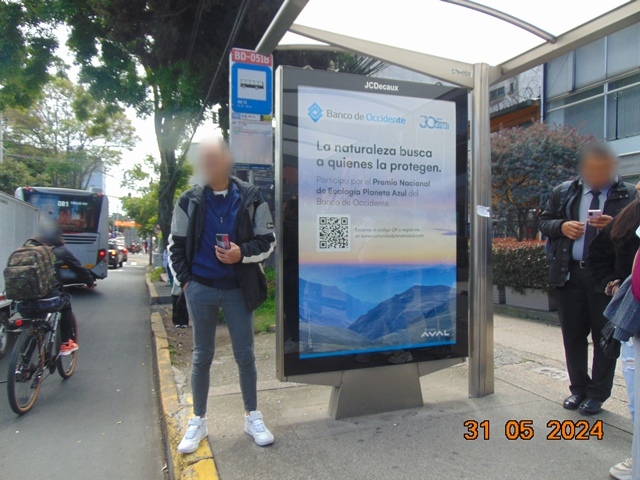 BD-051B
JCDecaux
Banco de Occidente
30
La naturaleza busca
a quienes la protegen.
Participa por el Premio Nacional
de Ecología Planeta Azul del
Banco de Occidente.
AVAL
31 05 2024